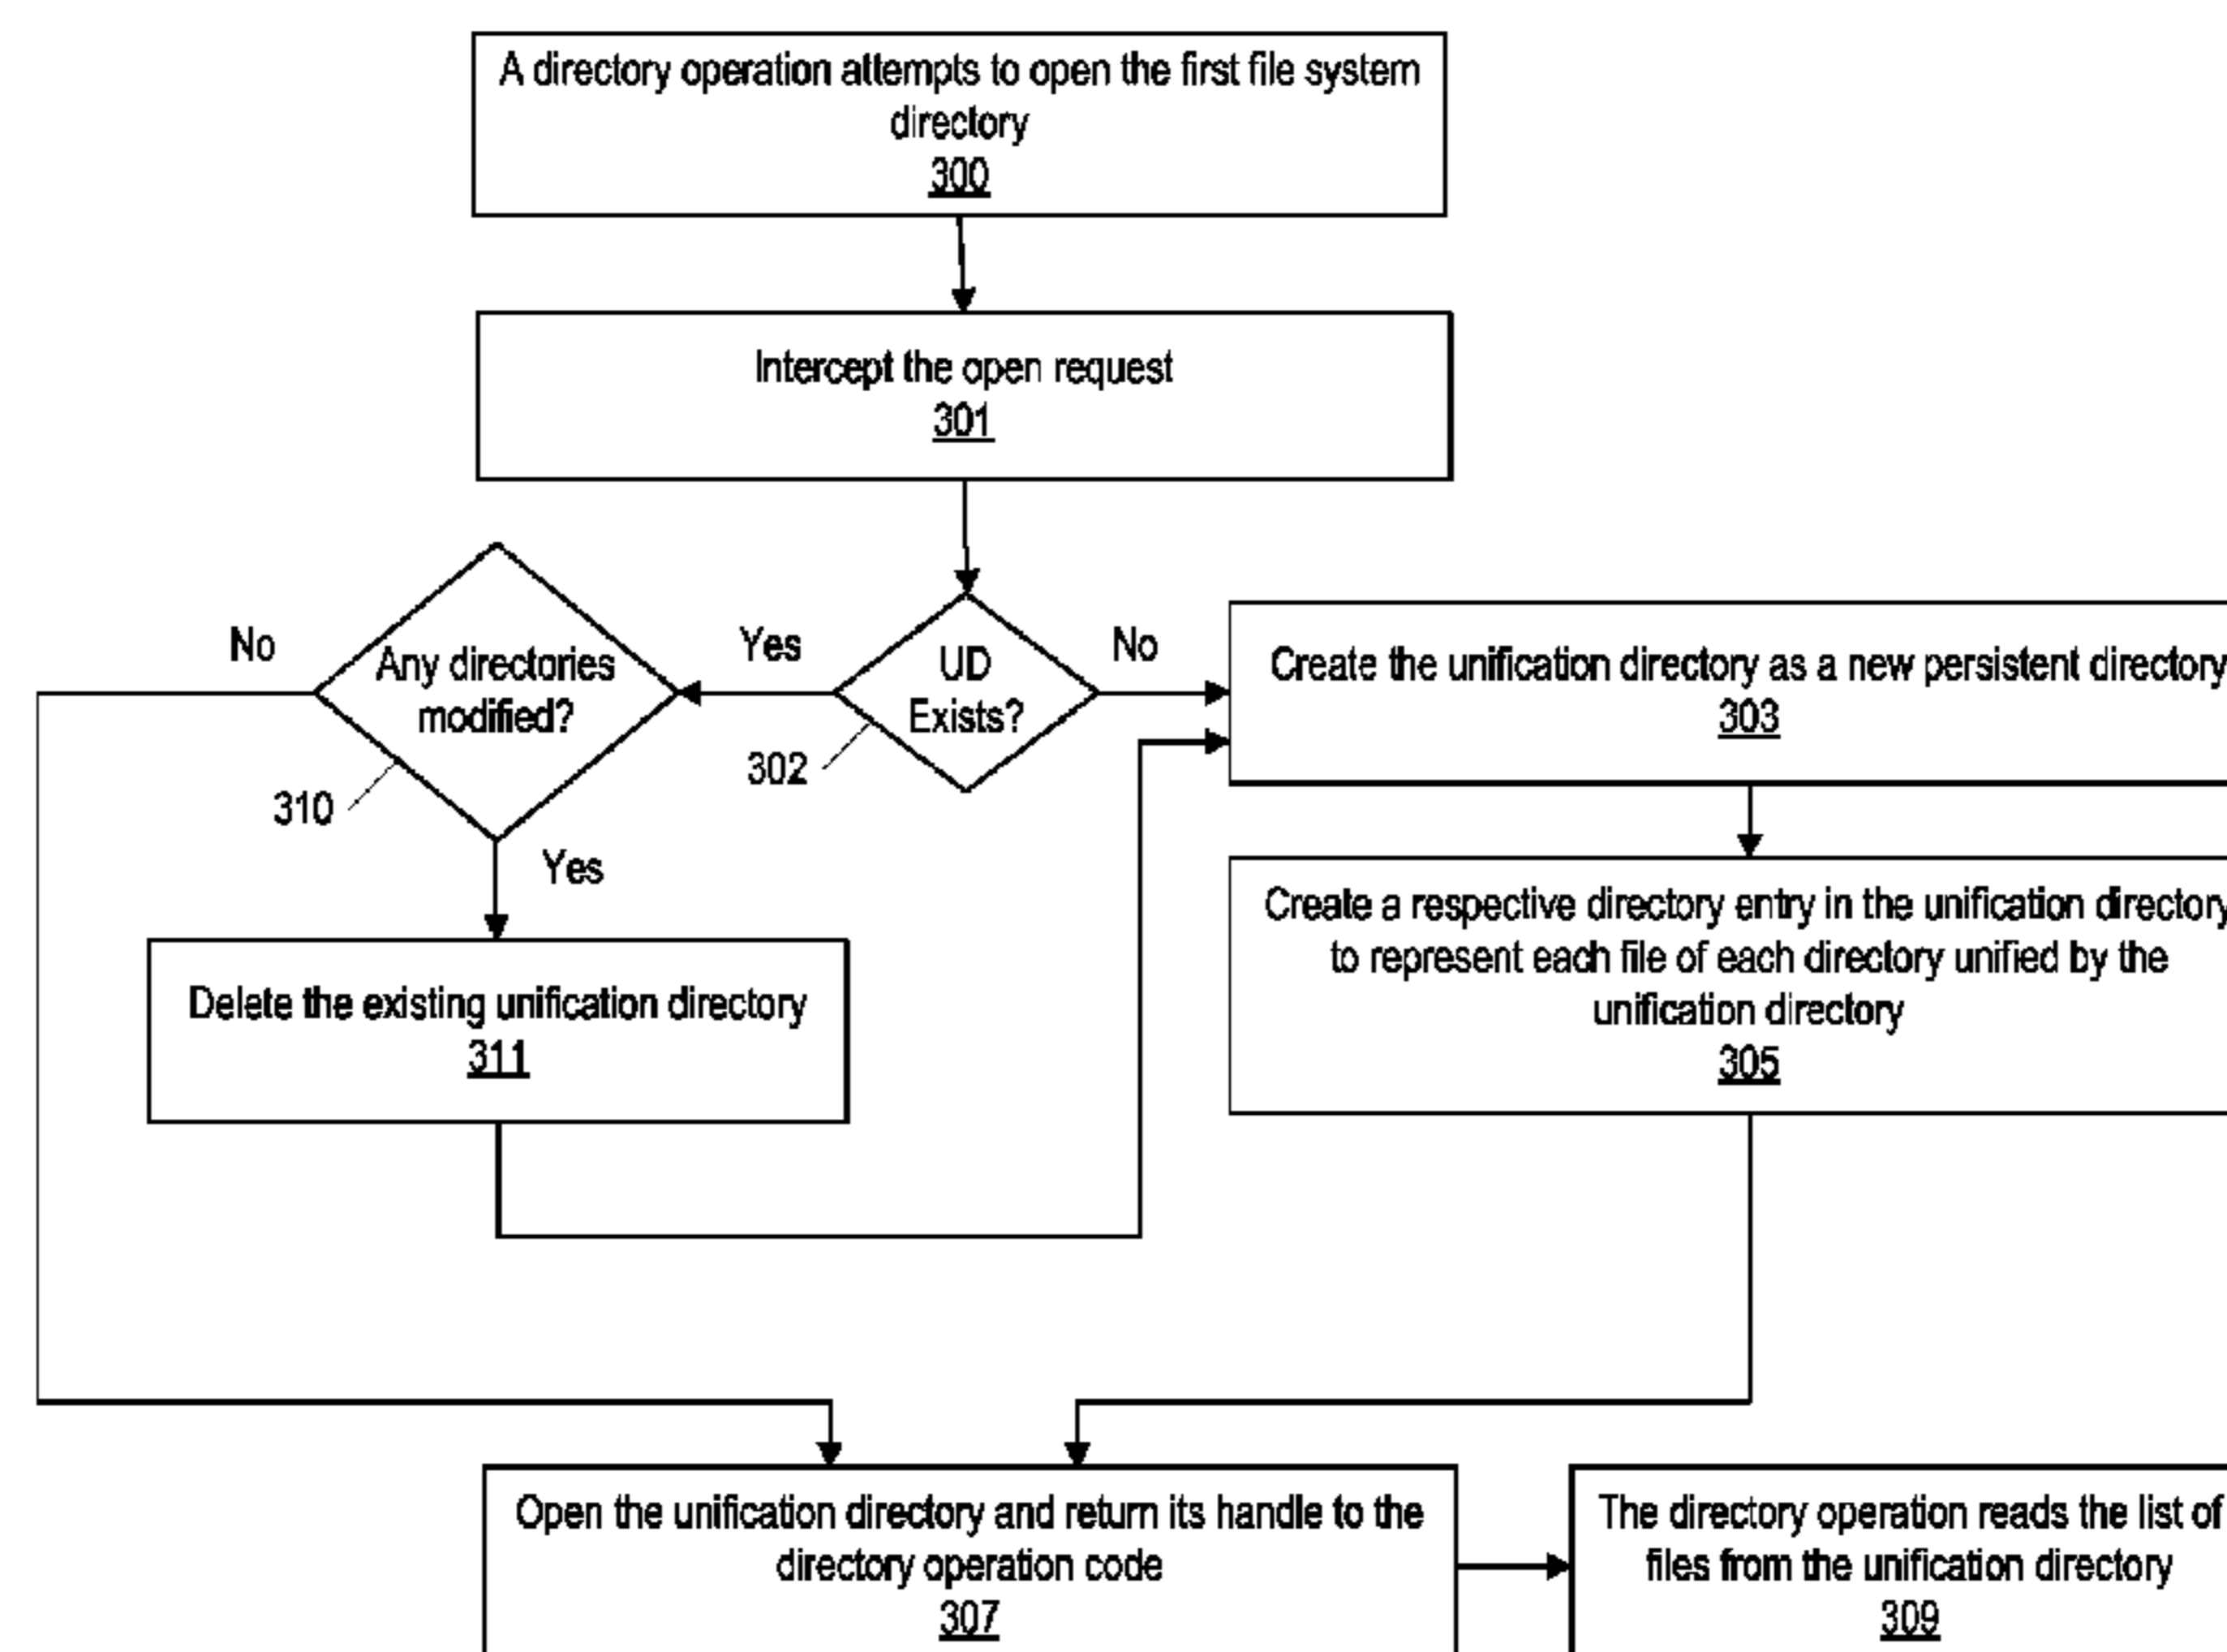 A directory operation attempts to open the first file system
directory
300
Intercept the open request
301
No
Any directories
modified?
Yes
UD
Exists?
No
302
310
Yes
Create the unification directory as a new persistent directory
303
Create a respective directory entry in the unification directory
to represent each file of each directory unified by the
unification directory
305
Delete the existing unification directory
311
Open the unification directory and return its handle to the
directory operation code
307
The directory operation reads the list of
files from the unification directory
309